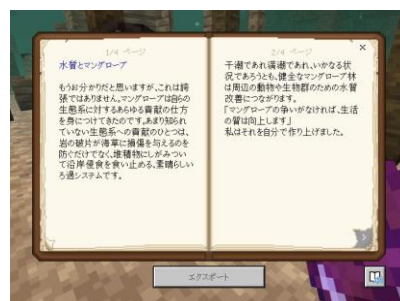 1/4 ページ
水質とマングローブ
もうお分かりだと思いますが、これは誇
張ではありません。マングローブは自らの
生態系に対するあらゆる貢献の仕方
を身につけてきたのです。あまり知られ
ていない生態系への貢献のひとつは、
岩の破片が海草に損傷を与えるのを
防ぐだけでなく、堆積物にしがみつい
て沿岸侵食を食い止める、素晴らしい
ろ過システムです。
2/4 ページ
干潮であれ満潮であれ、いかなる状
況であろうとも、健全なマングローブ林
は周辺の動物や生物群のための水質
改善につながります。
「マングローブの争いがなければ、生活
の質は向上します」
私はそれを自分で作り上げました。
エクスポート